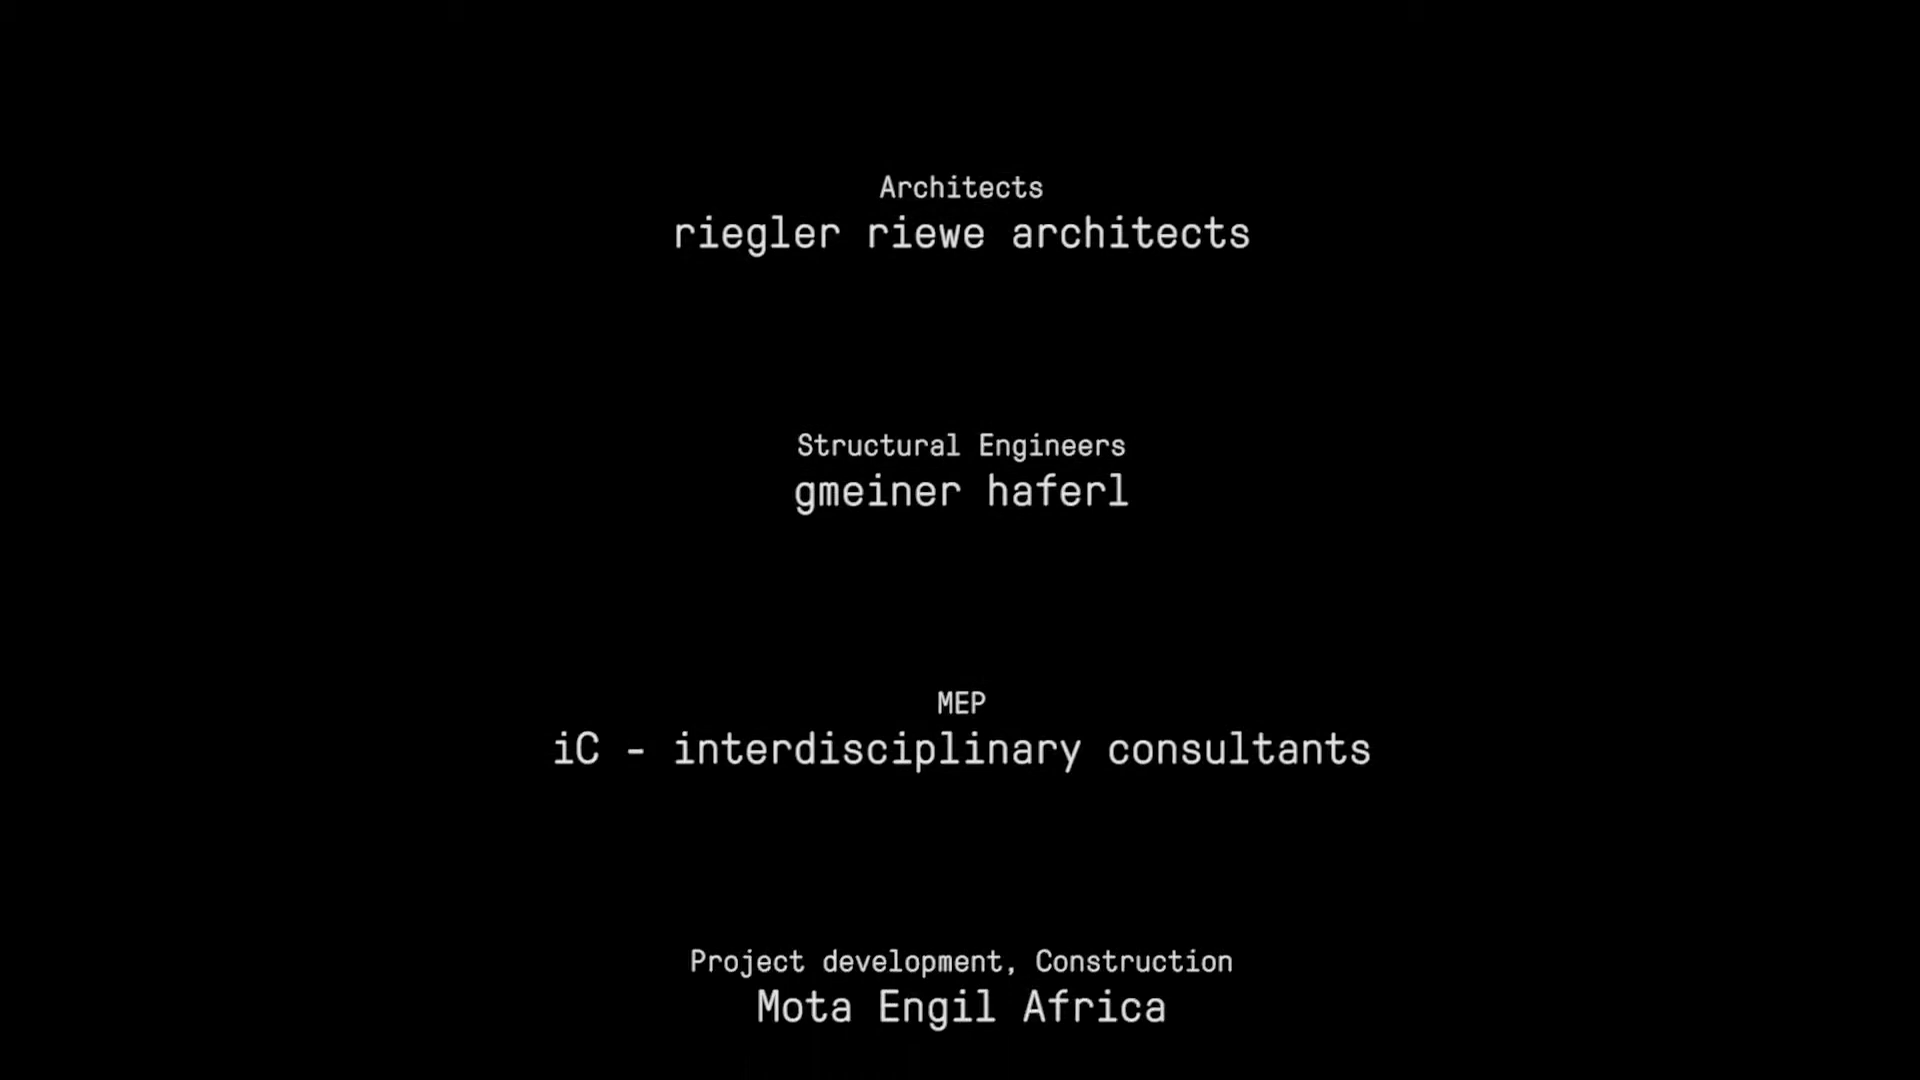 Architects
riegler riewe architects
Structural Engineers
gmeiner haferl
MEP
iC - interdisciplinary consultants
Project development, Construction
Mota Engil Africa